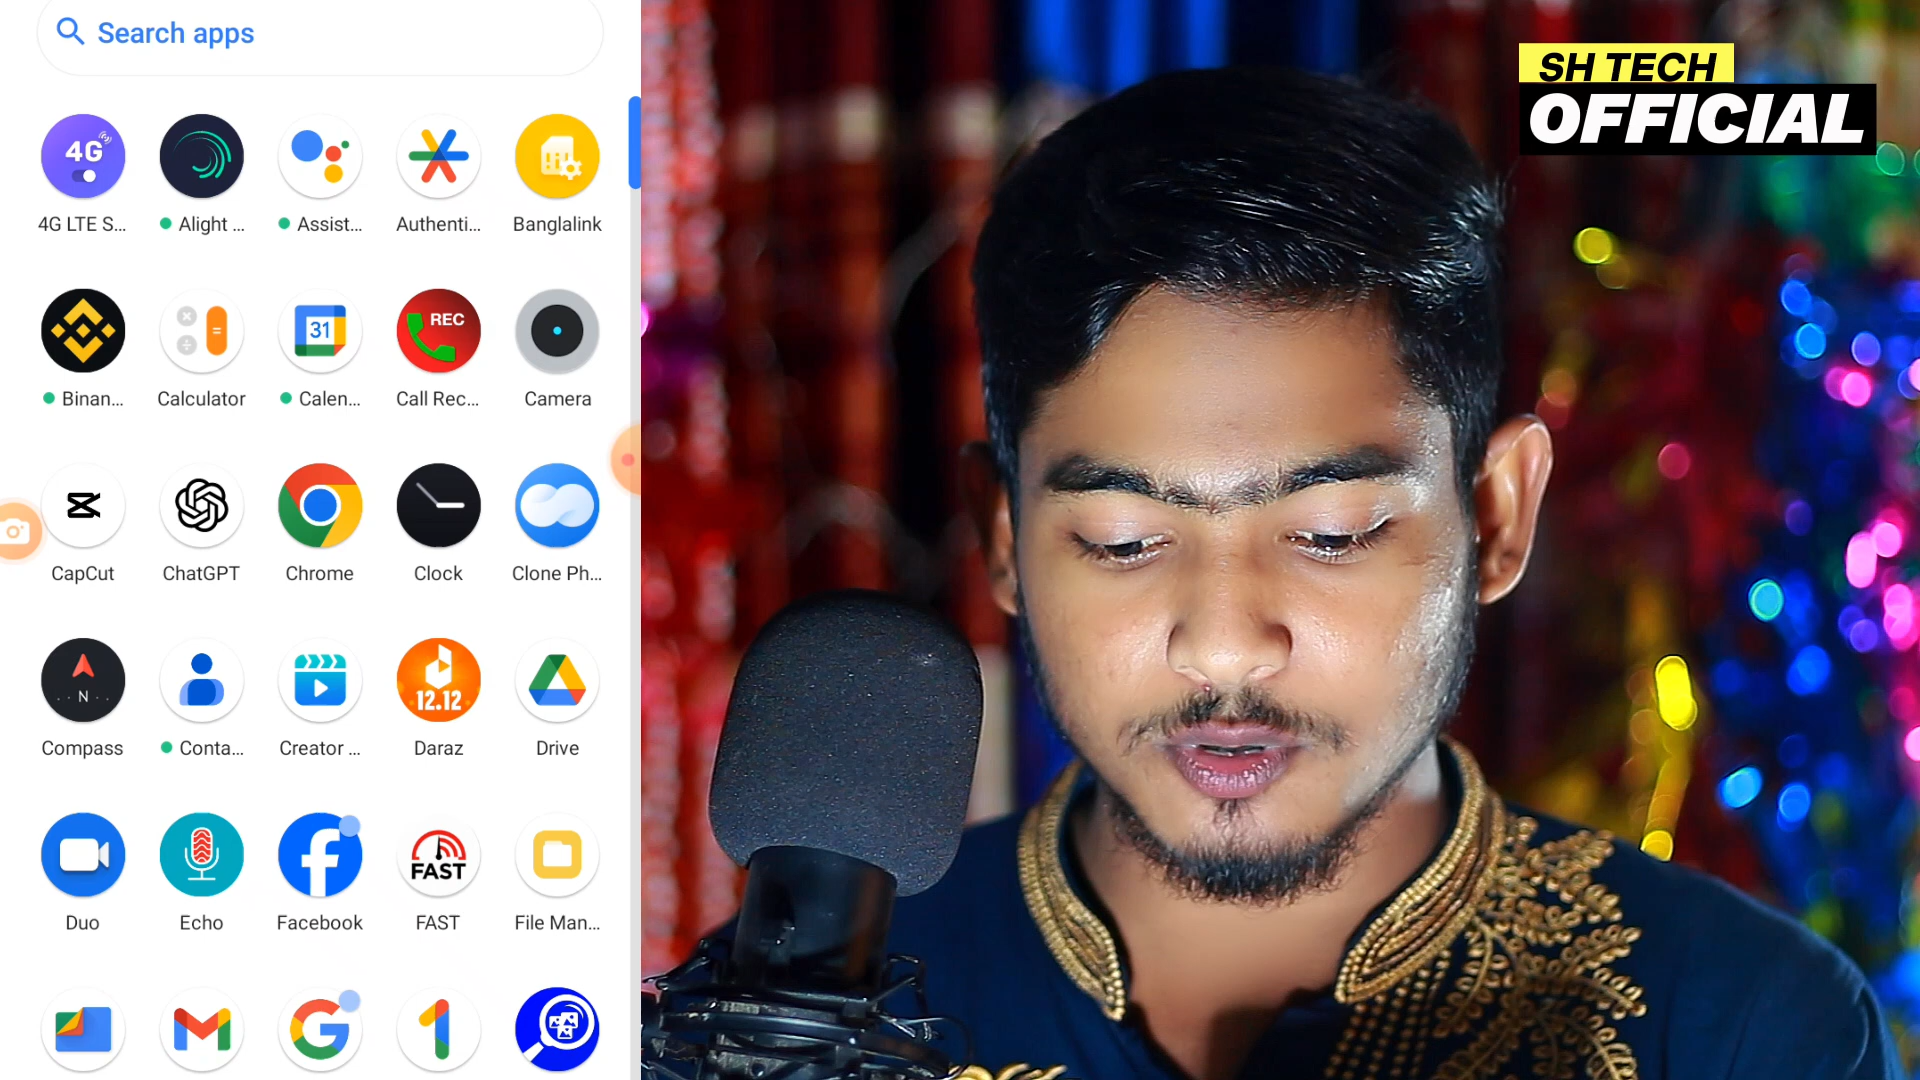 Search apps
SH TECH
OFFICIAL
4G
4G LTE S...
Alight ...
Assist...
Authenti...
Banglalink
31
REC
Binan...
Calculator
Calen...
Call Rec...
Camera
CapCut
ChatGPT
Chrome
Clock
Clone Ph...
N
12.12
Compass
Conta...
Creator ...
Daraz
Drive
FAST
Duo
Echo
Facebook
FAST
File Man...